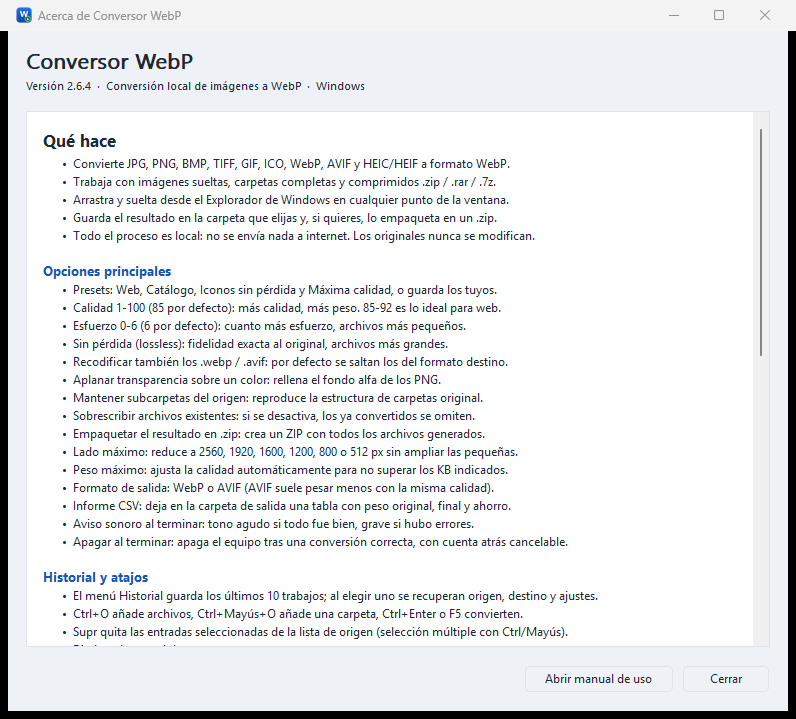 Acerca de Conversor WebP
Conversor WebP
Versión 2.6.4 · Conversión local de imágenes a WebP · Windows
Qué hace
• Convierte JPG, PNG, BMP, TIFF, GIF, ICO, WebP, AVIF y HEIC/HEIF a formato WebP.
• Trabaja con imágenes sueltas, carpetas completas y comprimidos .zip / .rar / .7z.
• Arrastra y suelta desde el Explorador de Windows en cualquier punto de la ventana.
• Guarda el resultado en la carpeta que elijas y, si quieres, lo empaqueta en un .zip.
• Todo el proceso es local: no se envía nada a internet. Los originales nunca se modifican.
Opciones principales
• Presets: Web, Catálogo, Iconos sin pérdida y Máxima calidad, o guarda los tuyos.
• Calidad 1-100 (85 por defecto): más calidad, más peso. 85-92 es lo ideal para web.
• Esfuerzo 0-6 (6 por defecto): cuanto más esfuerzo, archivos más pequeños.
• Sin pérdida (lossless): fidelidad exacta al original, archivos más grandes.
• Recodificar también los .webp / .avif: por defecto se saltan los del formato destino.
• Aplanar transparencia sobre un color: rellena el fondo alfa de los PNG.
• Mantener subcarpetas del origen: reproduce la estructura de carpetas original.
• Sobrescribir archivos existentes: si se desactiva, los ya convertidos se omiten.
• Empaquetar el resultado en .zip: crea un ZIP con todos los archivos generados.
• Lado máximo: reduce a 2560, 1920, 1600, 1200, 800 o 512 px sin ampliar las pequeñas.
• Peso máximo: ajusta la calidad automáticamente para no superar los KB indicados.
• Formato de salida: WebP o AVIF (AVIF suele pesar menos con la misma calidad).
• Informe CSV: deja en la carpeta de salida una tabla con peso original, final y ahorro.
• Aviso sonoro al terminar: tono agudo si todo fue bien, grave si hubo errores.
• Apagar al terminar: apaga el equipo tras una conversión correcta, con cuenta atrás cancelable.
Historial y atajos
• El menú Historial guarda los últimos 10 trabajos; al elegir uno se recuperan origen, destino y ajustes.
• Ctrl+O añade archivos, Ctrl+Mayús+O añade una carpeta, Ctrl+Enter o F5 convierten.
• Supr quita las entradas seleccionadas de la lista de origen (selección múltiple con Ctrl/Mayús).
Abrir manual de uso
Cerrar